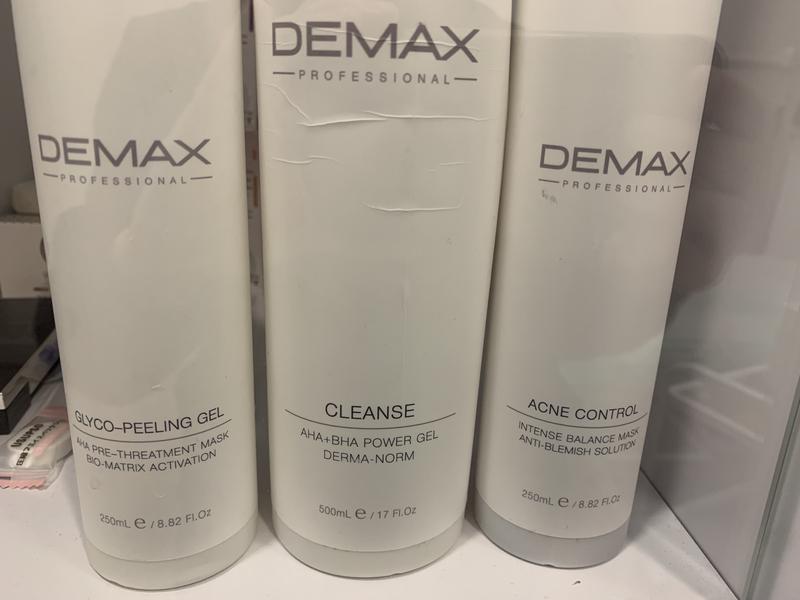 DEMAX
PROFESSIONAL
GLYCO-PEELING GEL
AHA PRE-THREATMENT MASK
BIO-MATRIX ACTIVATION
250mL e / 8.82 Fl.Oz
DEMAX
PROFESSIONAL
CLEANSE
AHA+BHA POWER GEL
DERMA-NORM
500mL e / 17 Fl.Oz
DEMAX
PROFESSIONAL
ACNE CONTROL
INTENSE BALANCE MASK
ANTI-BLEMISH SOLUTION
250mL e / 8.82 Fl.Oz